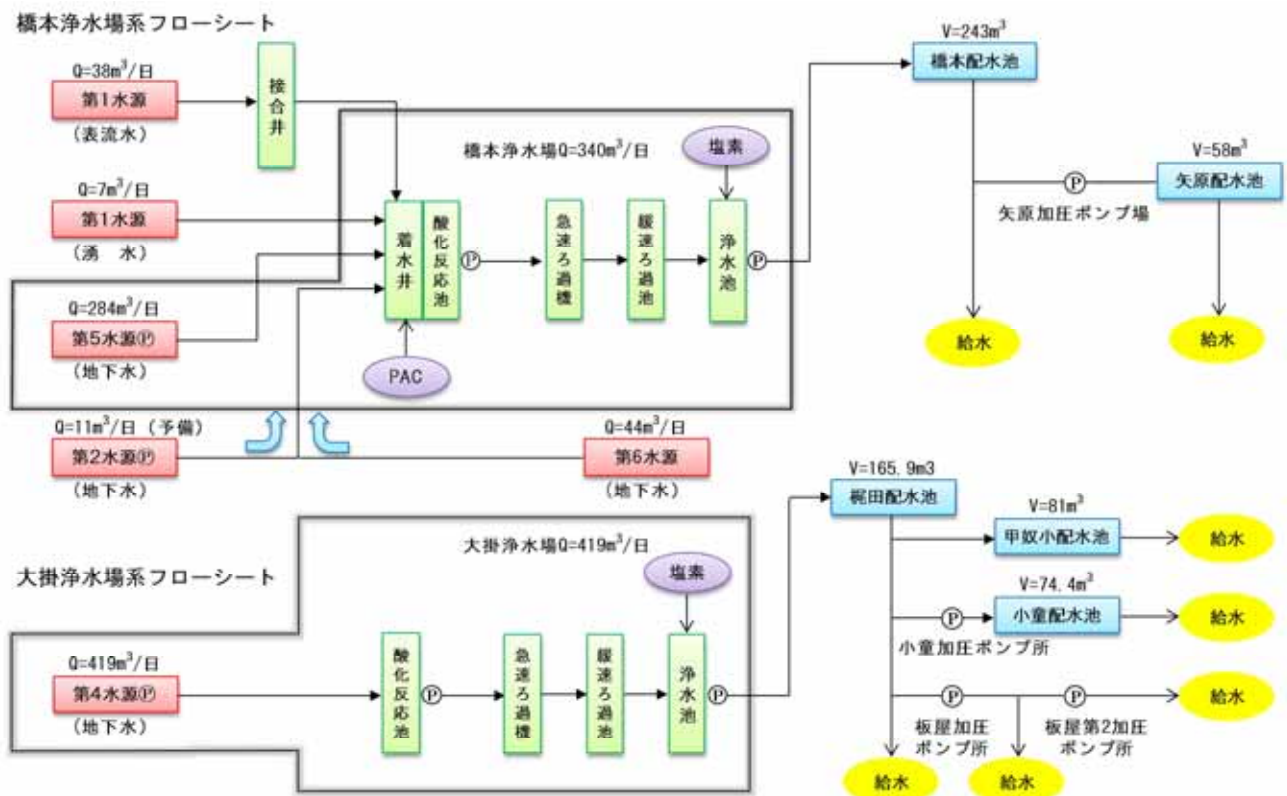 橋本浄水場系フローシート
Q=38m³/日
第1水源
(表流水)
接合井
Q=7m³/日
第1水源
(湧 水)
Q=284m³/日
第5水源Ⓟ
(地下水)
Q=11m³/日(予備)
第2水源Ⓟ
(地下水)
Q=44m³/日
第6水源
(地下水)
橋本浄水場Q=340m³/日
塩素
着水井
酸化反応池
Ⓟ
急速ろ過機
緩速ろ過池
浄水池
Ⓟ
PAC
V=243m³
橋本配水池
V=58m³
矢原配水池
Ⓟ
矢原加圧ポンプ場
給水
給水
大掛浄水場系フローシート
Q=419m³/日
第4水源Ⓟ
(地下水)
大掛浄水場Q=419m³/日
塩素
酸化反応池
Ⓟ
急速ろ過機
緩速ろ過池
浄水池
Ⓟ
V=165.9m3
梶田配水池
V=81m³
甲奴小配水池
給水
V=74.4m³
Ⓟ
小童配水池
給水
小童加圧ポンプ所
Ⓟ
Ⓟ
給水
板屋加圧
ポンプ所
板屋第2加圧
ポンプ所
給水
給水